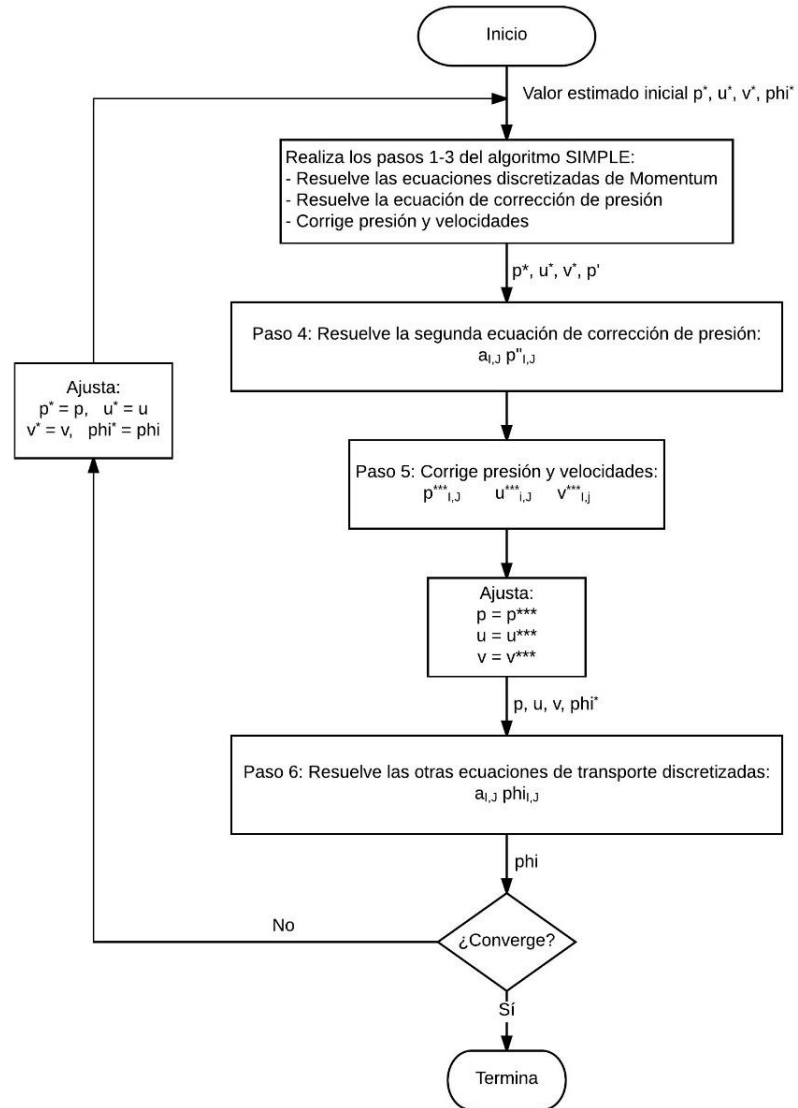 Inicio
Valor estimado inicial p*, u*, v*, phi*
Realiza los pasos 1-3 del algoritmo SIMPLE:
- Resuelve las ecuaciones discretizadas de Momentum
- Resuelve la ecuación de corrección de presión
- Corrige presión y velocidades
p*, u*, v*, p'
Paso 4: Resuelve la segunda ecuación de corrección de presión:
a_{I,J} p"_{I,J}
Ajusta:
p* = p, u* = u
v* = v, phi* = phi
Paso 5: Corrige presión y velocidades:
p***_{I,J} u***_{i,J} v***_{I,j}
Ajusta:
p = p***
u = u***
v = v***
p, u, v, phi*
Paso 6: Resuelve las otras ecuaciones de transporte discretizadas:
a_{I,J} phi_{I,J}
phi
No
¿Converge?
Sí
Termina